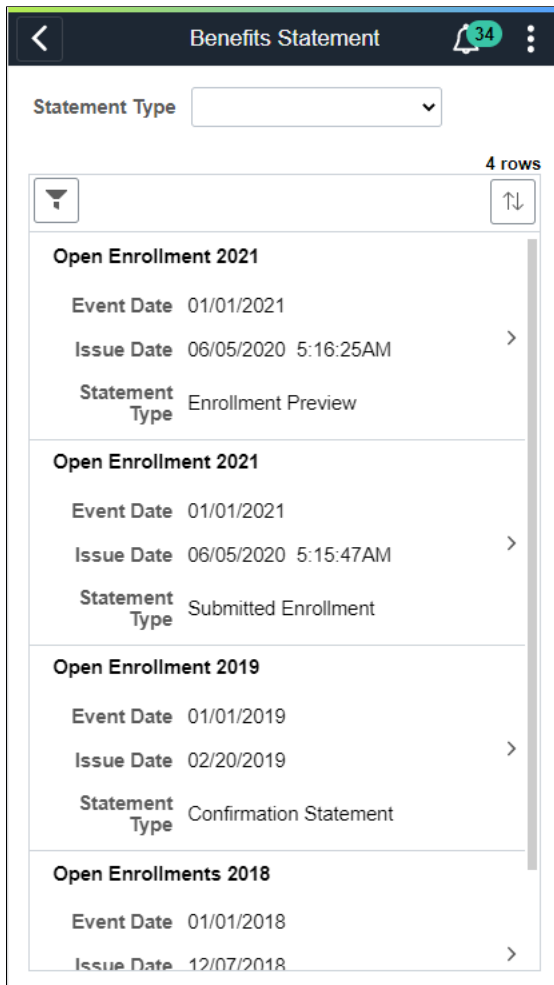 Benefits Statement 34
Statement Type
4 rows
Open Enrollment 2021
Event Date 01/01/2021
Issue Date 06/05/2020 5:16:25AM
Statement
Type Enrollment Preview
Open Enrollment 2021
Event Date 01/01/2021
Issue Date 06/05/2020 5:15:47AM
Statement
Type Submitted Enrollment
Open Enrollment 2019
Event Date 01/01/2019
Issue Date 02/20/2019
Statement
Type Confirmation Statement
Open Enrollments 2018
Event Date 01/01/2018
Issue Date 12/07/2018